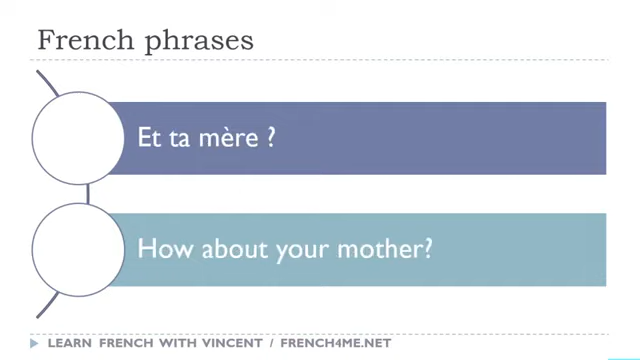 French phrases
Et ta mère ?
How about your mother?
LEARN FRENCH WITH VINCENT / FRENCH4ME.NET